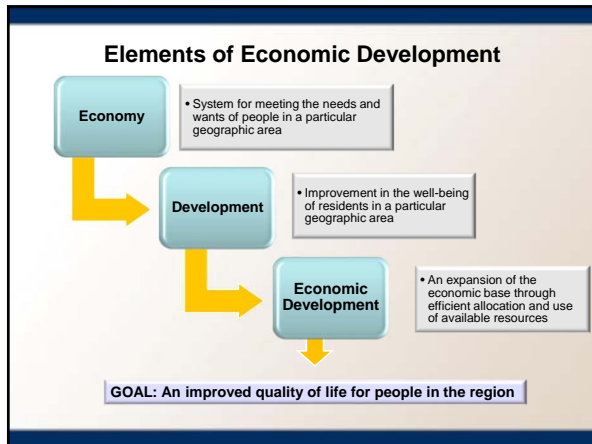 Elements of Economic Development
Economy
• System for meeting the needs and
wants of people in a particular
geographic area
Development
• Improvement in the well-being
of residents in a particular
geographic area
Economic
Development
• An expansion of the
economic base through
efficient allocation and use
of available resources
GOAL: An improved quality of life for people in the region